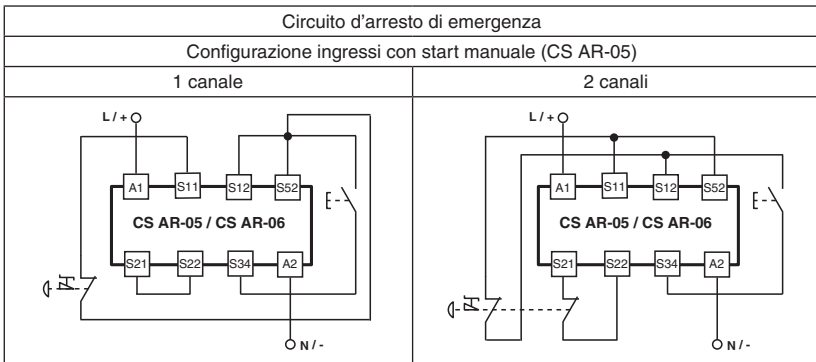 Circuito d'arresto di emergenza
Configurazione ingressi con start manuale (CS AR-05)
1 canale
2 canali
L / +
A1 S11 S12 S52
CS AR-05 / CS AR-06
S21 S22 S34 A2
N / -
L / +
A1 S11 S12 S52
CS AR-05 / CS AR-06
S21 S22 S34 A2
N / -